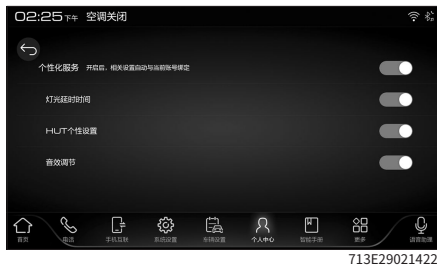 02:25 下午 空调关闭
个性化服务 开启后，相关设置自动与当前账号绑定
灯光延时时间
HUT个性设置
音效调节
首页 电话 手机互联 系统设置 车辆设置 个人中心 智能手册 更多 语音助理
713E29021422